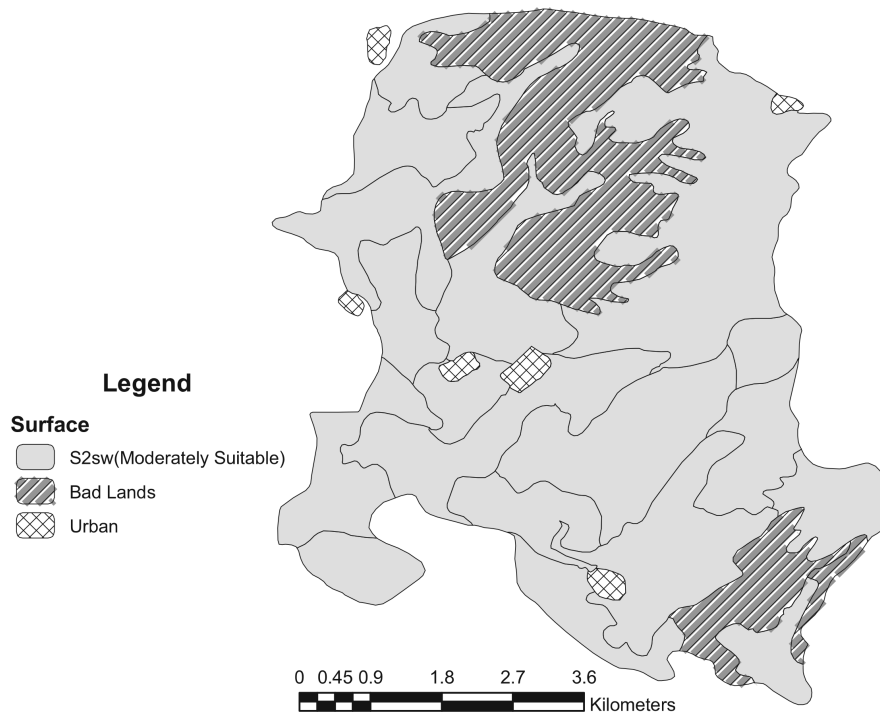 Legend
Surface
S2sw(Moderately Suitable)
Bad Lands
Urban
0 0.45 0.9 1.8 2.7 3.6
Kilometers